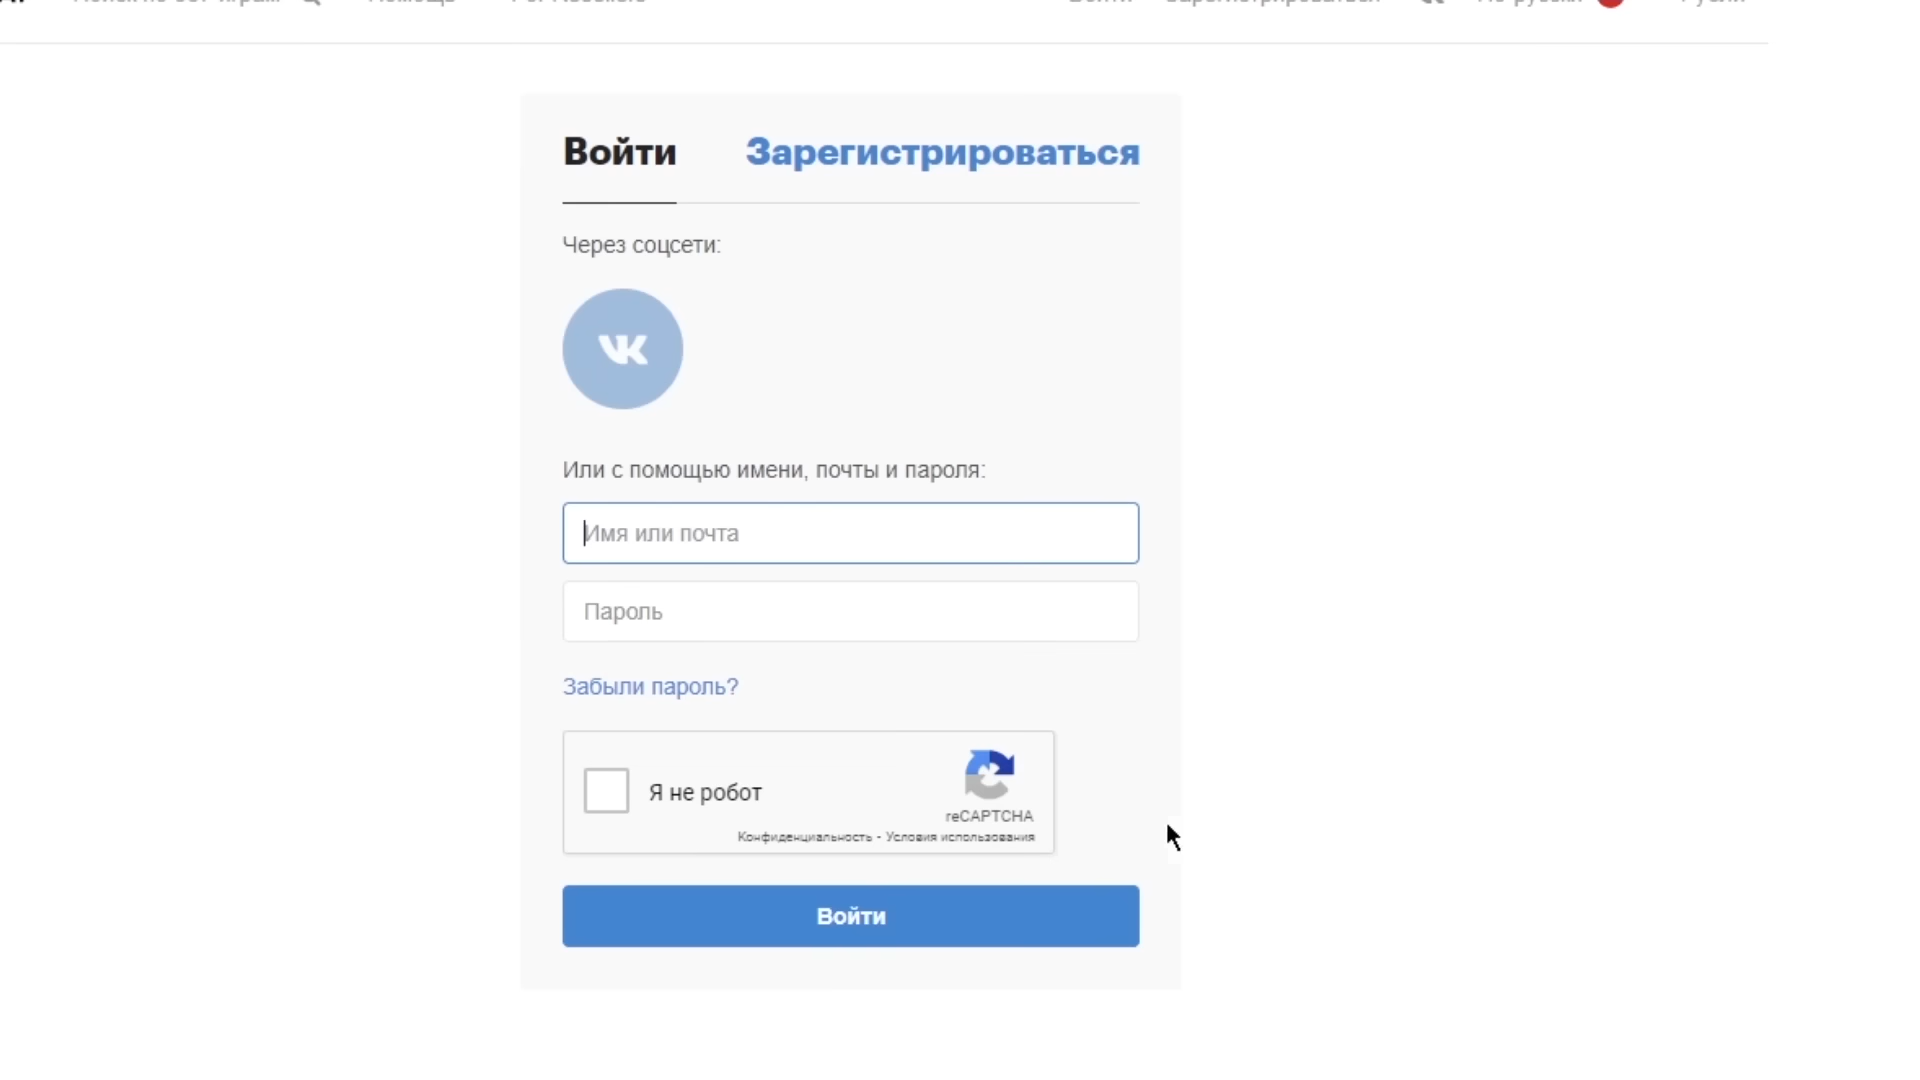 Войти Зарегистрироваться
Через соцсети:
Или с помощью имени, почты и пароля:
Имя или почта
Пароль
Забыли пароль?
Я не робот
reCAPTCHA
Конфиденциальность - Условия использования
Войти